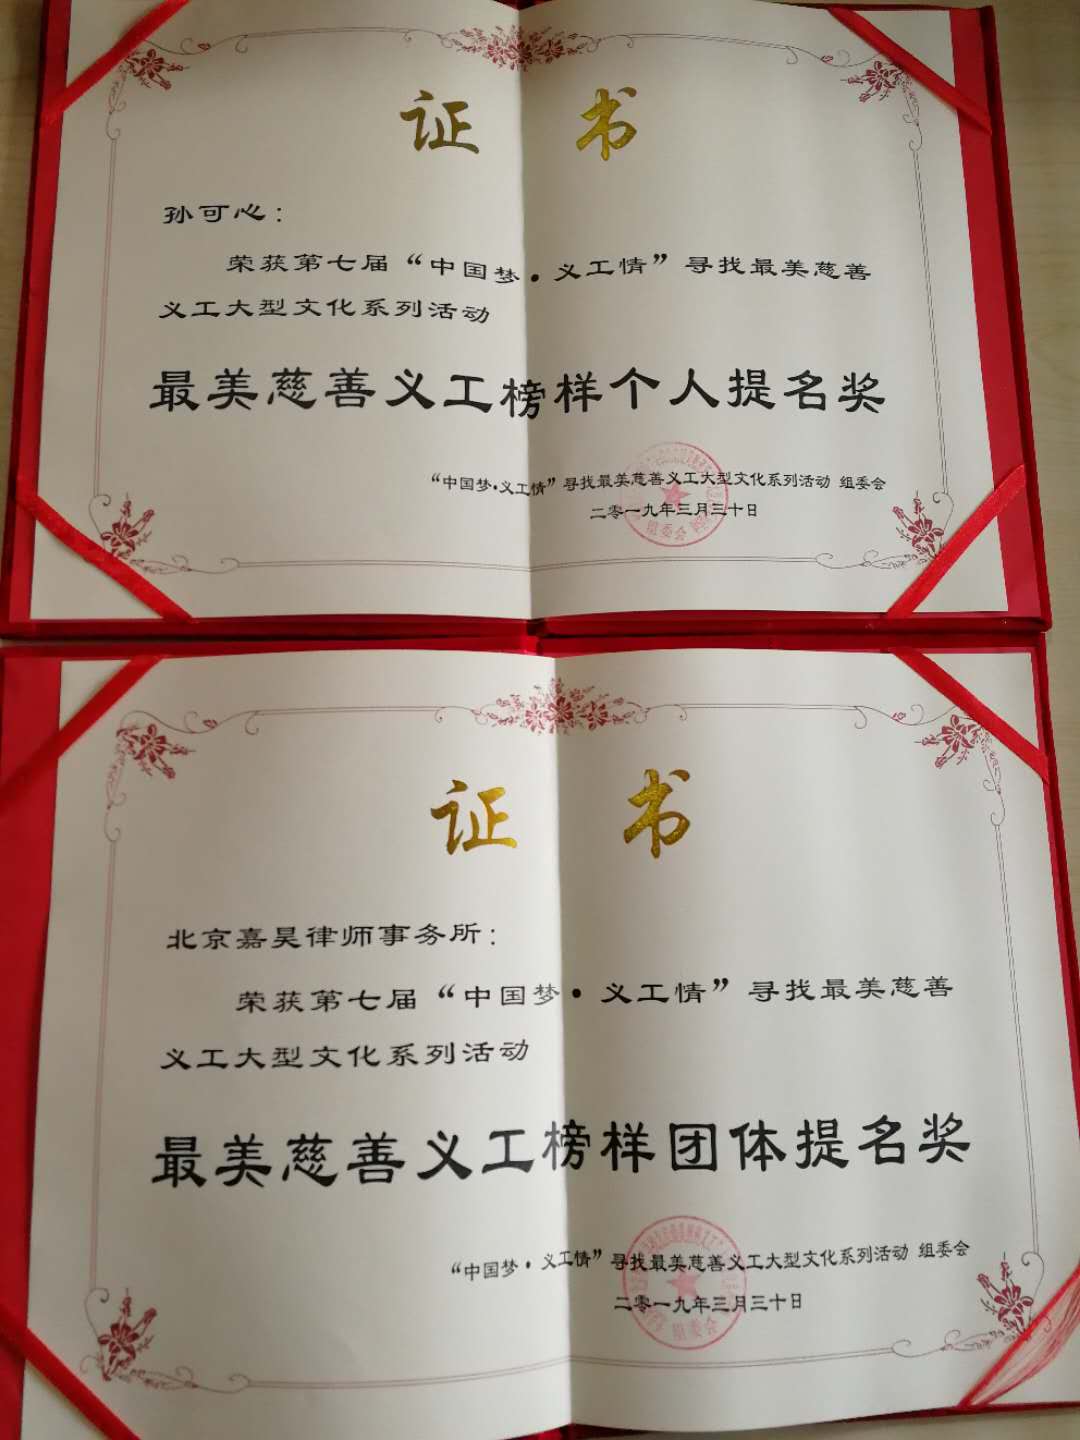 证 书
孙可心：
荣获第七届“中国梦·义工情”寻找最美慈善
义工大型文化系列活动
最美慈善义工榜样个人提名奖
“中国梦·义工情”寻找最美慈善义工大型文化系列活动 组委会
二零一九年三月三十日
组委会
证 书
北京嘉昊律师事务所：
荣获第七届“中国梦·义工情”寻找最美慈善
义工大型文化系列活动
最美慈善义工榜样团体提名奖
“中国梦·义工情”寻找最美慈善义工大型文化系列活动 组委会
二零一九年三月三十日
组委会